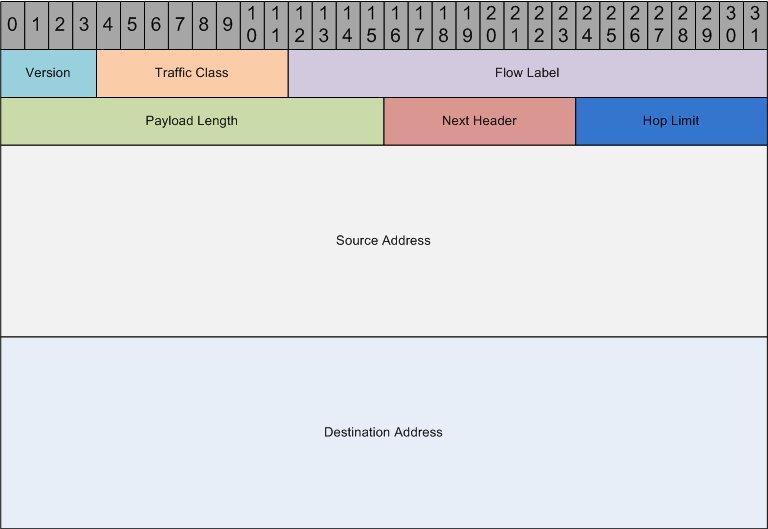 0 1 2 3 4 5 6 7 8 9 10 11 12 13 14 15 16 17 18 19 20 21 22 23 24 25 26 27 28 29 30 31
Version Traffic Class Flow Label
Payload Length Next Header Hop Limit
Source Address
Destination Address